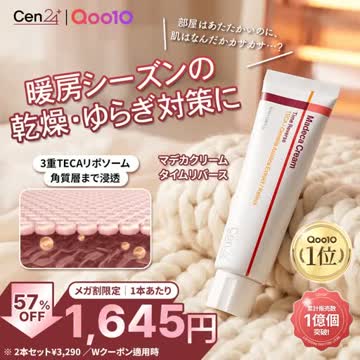 Cen24+ | Qoo10
部屋はあたたかいのに、
肌はなんだかカサカサ…?
暖房シーズンの
乾燥・ゆらぎ対策に
3重TECAリポソーム
角質層まで浸透
マデカクリーム
タイムリバース
Madeca Cream
Time Reverse
Qoo10
1位
累計販売数
1億個
突破!
57%
OFF
メガ割限定 | 1本あたり
1,645円
※ 2本セット¥3,290 / Wクーポン適用時